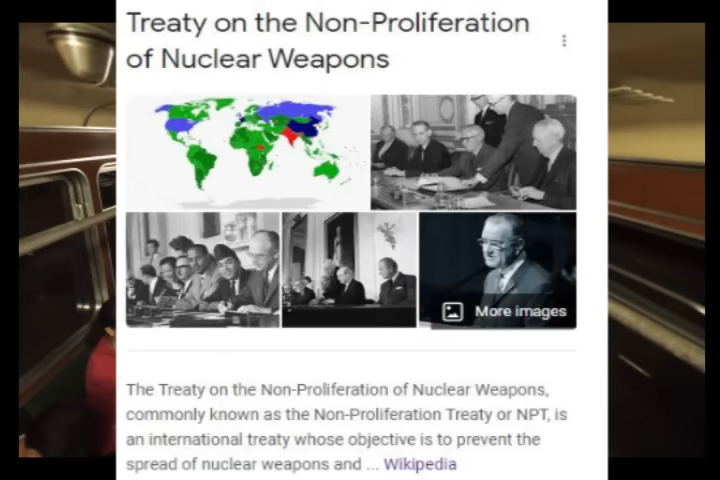 Treaty on the Non-Proliferation
of Nuclear Weapons
More images
The Treaty on the Non-Proliferation of Nuclear Weapons,
commonly known as the Non-Proliferation Treaty or NPT, is
an international treaty whose objective is to prevent the
spread of nuclear weapons and ... Wikipedia